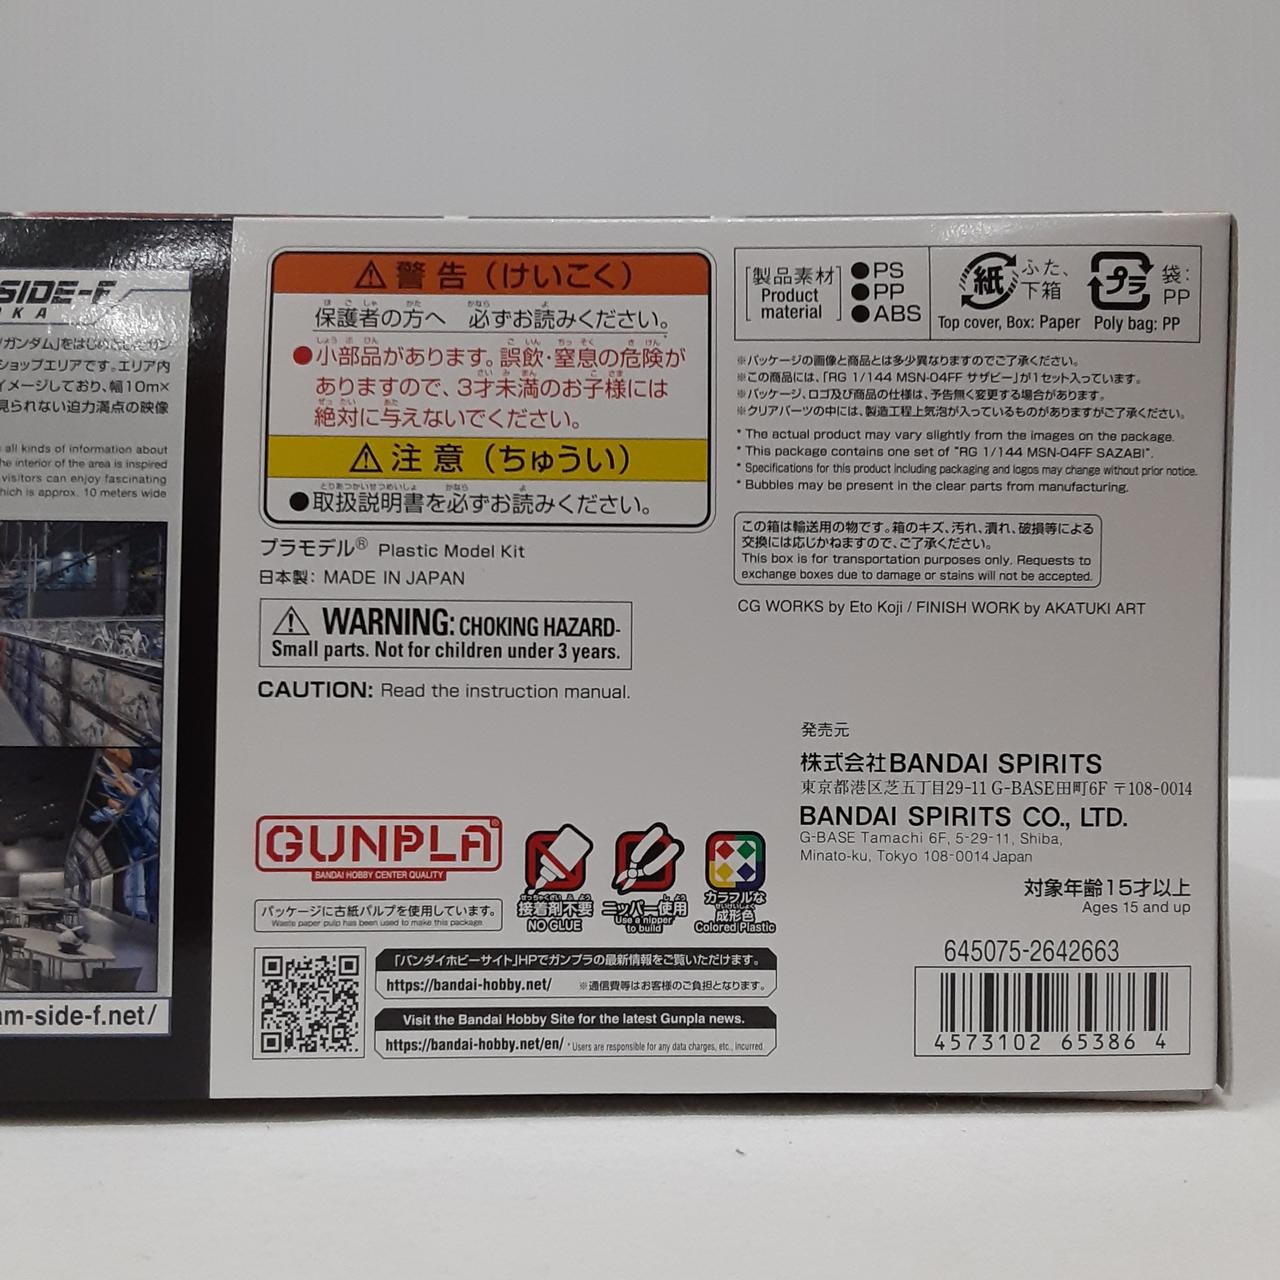 SIDE-F
OKA
ガンダム」をはじめとしたガン
ショップエリアです。エリア内
イメージしており、幅10m×
見られない迫力満点の映像
all kinds of information about
he interior of the area is inspired
visitors can enjoy fascinating
hich is approx. 10 meters wide
am-side-f.net/
⚠警告（けいこく）
保護者の方へ 必ずお読みください。
●小部品があります。誤飲・窒息の危険が
ありますので、3才未満のお子様には
絶対に与えないでください。
⚠注意（ちゅうい）
●取扱説明書を必ずお読みください。
プラモデル® Plastic Model Kit
日本製：MADE IN JAPAN
⚠ WARNING: CHOKING HAZARD-
Small parts. Not for children under 3 years.
CAUTION: Read the instruction manual.
GUNPLA®
BANDAI HOBBY CENTER QUALITY
パッケージに古紙パルプを使用しています。
Waste paper pulp has been used to make this package.
接着剤不要
NO GLUE
ニッパー使用
Use a nipper
to build
カラフルな
成形色
Colored Plastic
「バンダイホビーサイト」HPでガンプラの最新情報をご覧いただけます。
https://bandai-hobby.net/ ※通信費等はお客様のご負担となります。
Visit the Bandai Hobby Site for the latest Gunpla news.
https://bandai-hobby.net/en/ * Users are responsible for any data charges, etc., incurred.
製品素材
Product
material
●PS
●PP
●ABS
紙 ふた、
下箱
Top cover, Box: Paper
プラ 袋：
PP
Poly bag: PP
※パッケージの画像と商品とは多少異なりますのでご了承ください。
※この商品には、「RG 1/144 MSN-04FF サザビー」が1セット入っています。
※パッケージ、ロゴ及び商品の仕様は、予告無く変更する場合があります。
※クリアパーツの中には、製造工程上気泡が入っているものがありますがご了承ください。
* The actual product may vary slightly from the images on the package.
* This package contains one set of "RG 1/144 MSN-04FF SAZABI".
* Specifications for this product including packaging and logos may change without prior notice.
* Bubbles may be present in the clear parts from manufacturing.
この箱は輸送用の物です。箱のキズ、汚れ、潰れ、破損等による
交換には応じかねますので、ご了承ください。
This box is for transportation purposes only. Requests to
exchange boxes due to damage or stains will not be accepted.
CG WORKS by Eto Koji / FINISH WORK by AKATUKI ART
発売元
株式会社BANDAI SPIRITS
東京都港区芝五丁目29-11 G-BASE田町6F 〒108-0014
BANDAI SPIRITS CO., LTD.
G-BASE Tamachi 6F, 5-29-11, Shiba,
Minato-ku, Tokyo 108-0014 Japan
対象年齢15才以上
Ages 15 and up
645075-2642663
4573102 65386 4